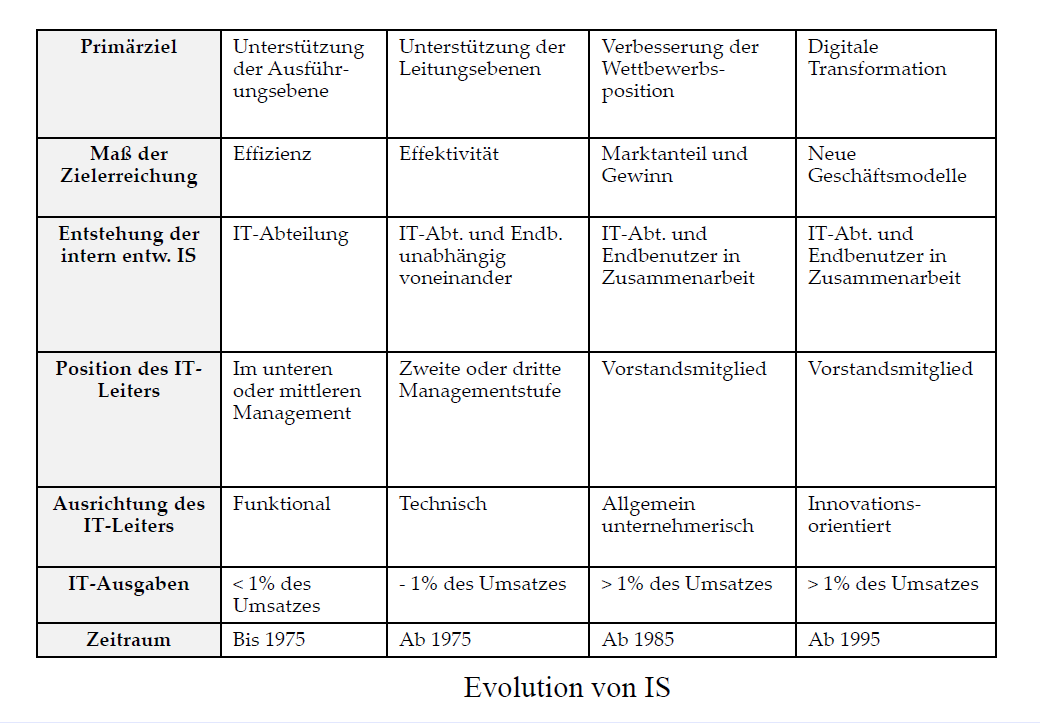 Primärziel
Unterstützung
der Ausführ-
ungsebene
Unterstützung der
Leitungsebenen
Verbesserung der
Wettbewerbs-
position
Digitale
Transformation
Maß der
Zielerreichung
Effizienz
Effektivität
Marktanteil und
Gewinn
Neue
Geschäftsmodelle
Entstehung der
intern entw. IS
IT-Abteilung
IT-Abt. und Endb.
unabhängig
voneinander
IT-Abt. und
Endbenutzer in
Zusammenarbeit
IT-Abt. und
Endbenutzer in
Zusammenarbeit
Position des IT-
Leiters
Im unteren
oder mittleren
Management
Zweite oder dritte
Managementstufe
Vorstandsmitglied
Vorstandsmitglied
Ausrichtung des
IT-Leiters
Funktional
Technisch
Allgemein
unternehmerisch
Innovations-
orientiert
IT-Ausgaben
< 1% des
Umsatzes
- 1% des Umsatzes
> 1% des Umsatzes
> 1% des Umsatzes
Zeitraum
Bis 1975
Ab 1975
Ab 1985
Ab 1995
Evolution von IS